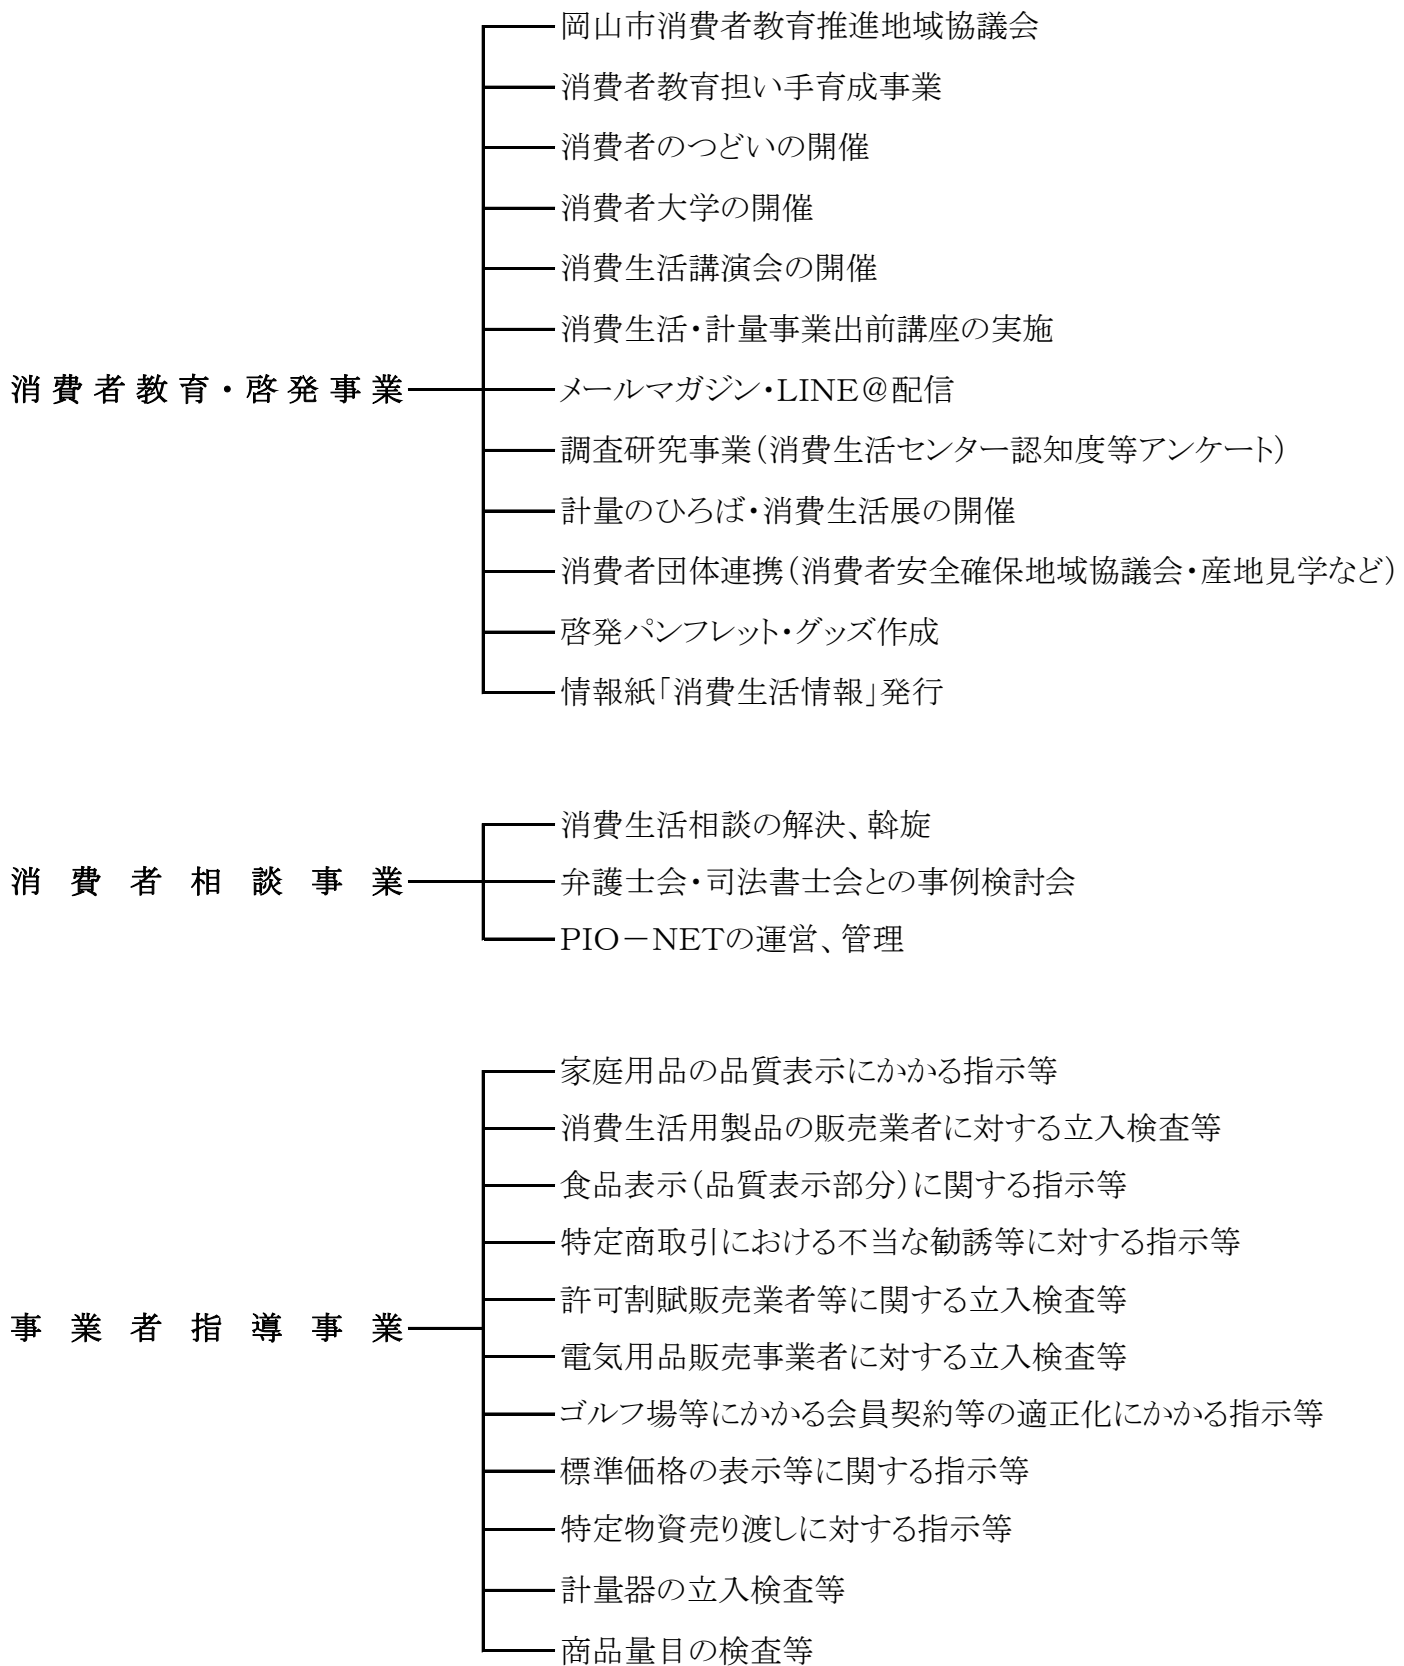 岡山市消費者教育推進地域協議会
消費者教育担い手育成事業
消費者のつどいの開催
消費者大学の開催
消費生活講演会の開催
消費生活・計量事業出前講座の実施
消費者教育・啓発事業
メールマガジン・LINE＠配信
調査研究事業（消費生活センター認知度等アンケート）
計量のひろば・消費生活展の開催
消費者団体連携（消費者安全確保地域協議会・産地見学など）
啓発パンフレット・グッズ作成
情報紙「消費生活情報」発行
消費生活相談の解決、斡旋
消費者相談事業
弁護士会・司法書士会との事例検討会
PIO－NETの運営、管理
家庭用品の品質表示にかかる指示等
消費生活用製品の販売業者に対する立入検査等
食品表示（品質表示部分）に関する指示等
特定商取引における不当な勧誘等に対する指示等
許可割賦販売業者等に関する立入検査等
事業者指導事業
電気用品販売事業者に対する立入検査等
ゴルフ場等にかかる会員契約等の適正化にかかる指示等
標準価格の表示等に関する指示等
特定物資売り渡しに対する指示等
計量器の立入検査等
商品量目の検査等